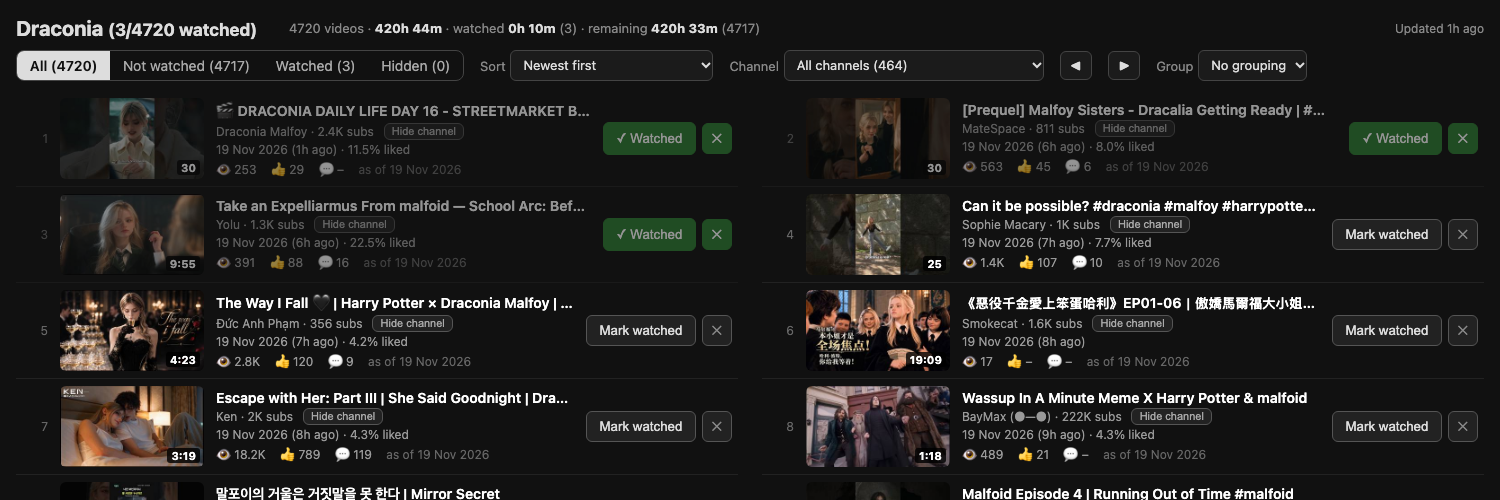 Draconia (3/4720 watched)
4720 videos · 420h 44m · watched 0h 10m (3) · remaining 420h 33m (4717)
Updated 1h ago
All (4720)
Not watched (4717)
Watched (3)
Hidden (0)
Sort
Newest first
Channel
All channels (464)
◀
▶
Group
No grouping
1
30
🎬 DRACONIA DAILY LIFE DAY 16 - STREETMARKET B...
Draconia Malfoy · 2.4K subs Hide channel
19 Nov 2026 (1h ago) · 11.5% liked
👁️ 253 👍 29 💬 – as of 19 Nov 2026
✓ Watched ✕
2
30
[Prequel] Malfoy Sisters - Dracalia Getting Ready | #...
MateSpace · 811 subs Hide channel
19 Nov 2026 (6h ago) · 8.0% liked
👁️ 563 👍 45 💬 6 as of 19 Nov 2026
✓ Watched ✕
3
9:55
Take an Expelliarmus From malfoid — School Arc: Bef...
Yolu · 1.3K subs Hide channel
19 Nov 2026 (6h ago) · 22.5% liked
👁️ 391 👍 88 💬 16 as of 19 Nov 2026
✓ Watched ✕
4
25
Can it be possible? #draconia #malfoy #harrypotte...
Sophie Macary · 1K subs Hide channel
19 Nov 2026 (7h ago) · 7.7% liked
👁️ 1.4K 👍 107 💬 10 as of 19 Nov 2026
Mark watched ✕
5
The Way
I fall
4:23
The Way I Fall 🖤 | Harry Potter × Draconia Malfoy | ...
Đức Anh Phạm · 356 subs Hide channel
19 Nov 2026 (7h ago) · 4.2% liked
👁️ 2.8K 👍 120 💬 9 as of 19 Nov 2026
Mark watched ✕
6
本小姐才是
全场焦点!
19:09
《惡役千金愛上笨蛋哈利》EP01-06 | 傲嬌馬爾福大小姐...
Smokecat · 1.6K subs Hide channel
19 Nov 2026 (8h ago)
👁️ 17 👍 – 💬 – as of 19 Nov 2026
Mark watched ✕
7
KEN
3:19
Escape with Her: Part III | She Said Goodnight | Dra...
Ken · 2K subs Hide channel
19 Nov 2026 (8h ago) · 4.3% liked
👁️ 18.2K 👍 789 💬 119 as of 19 Nov 2026
Mark watched ✕
8
1:18
Wassup In A Minute Meme X Harry Potter & malfoid
BayMax (●—●) · 222K subs Hide channel
19 Nov 2026 (9h ago) · 4.3% liked
👁️ 489 👍 21 💬 – as of 19 Nov 2026
Mark watched ✕
말포이의 거울은 거짓말을 못 한다 | Mirror Secret
Malfoid Episode 4 | Running Out of Time #malfoid